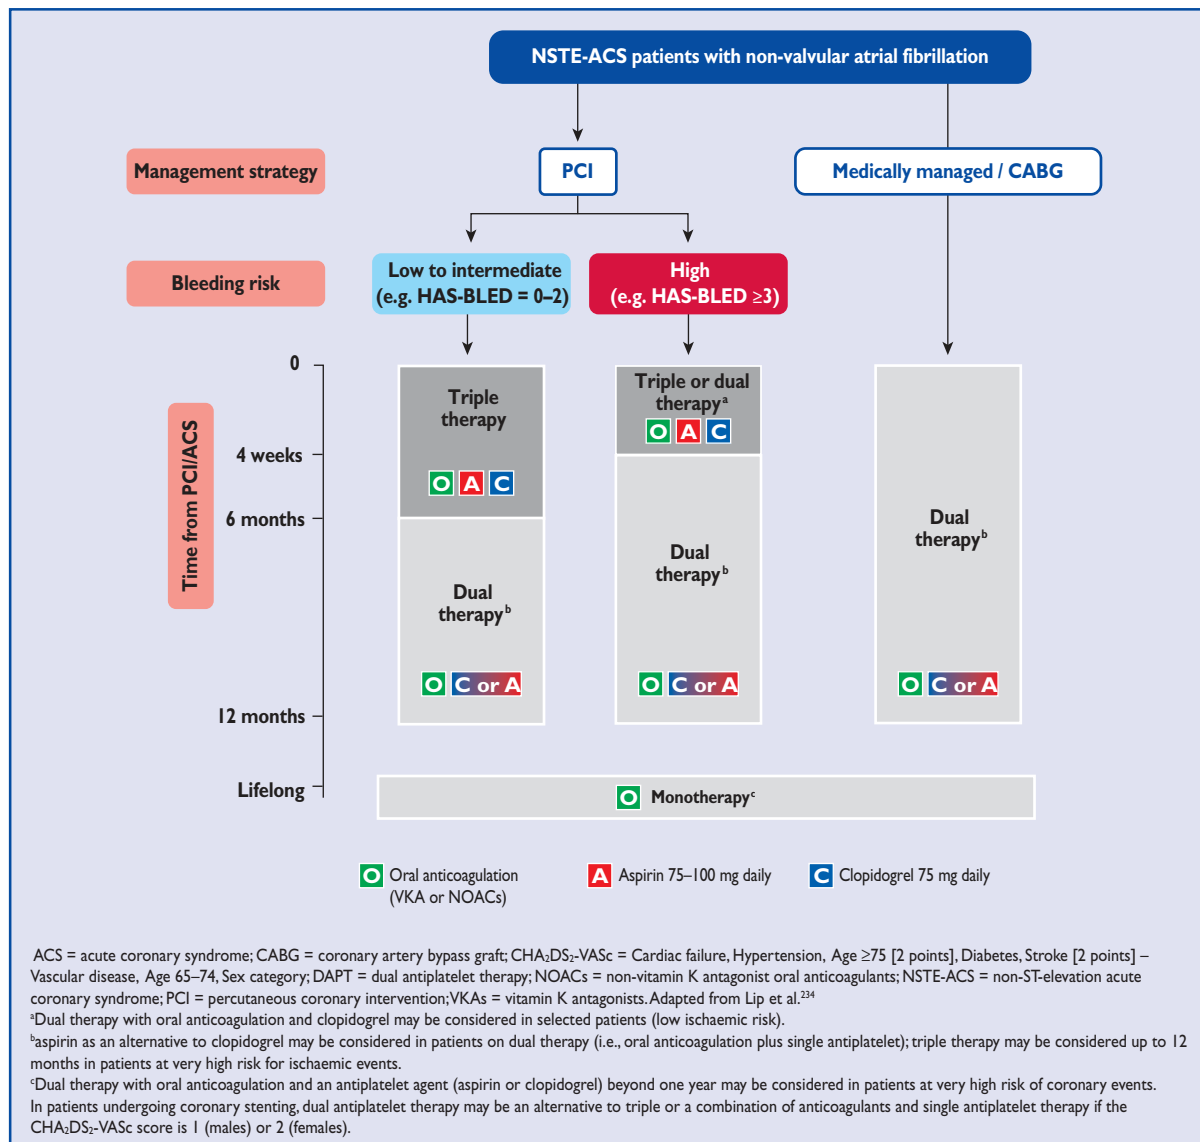 NSTE-ACS patients with non-valvular atrial fibrillation
Management strategy
PCI
Medically managed / CABG
Bleeding risk
Low to intermediate
(e.g. HAS-BLED = 0–2)
High
(e.g. HAS-BLED ≥3)
Time from PCI/ACS
0
4 weeks
6 months
12 months
Lifelong
Triple
therapy
O A C
Dual
therapyᵇ
O C or A
Triple or dual
therapyᵃ
O A C
Dual
therapyᵇ
O C or A
Dual
therapyᵇ
O C or A
O Monotherapyᶜ
O Oral anticoagulation
(VKA or NOACs)
A Aspirin 75–100 mg daily
C Clopidogrel 75 mg daily
ACS = acute coronary syndrome; CABG = coronary artery bypass graft; CHA₂DS₂-VASc = Cardiac failure, Hypertension, Age ≥75 [2 points], Diabetes, Stroke [2 points] –
Vascular disease, Age 65–74, Sex category; DAPT = dual antiplatelet therapy; NOACs = non-vitamin K antagonist oral anticoagulants; NSTE-ACS = non-ST-elevation acute
coronary syndrome; PCI = percutaneous coronary intervention; VKAs = vitamin K antagonists. Adapted from Lip et al.²³⁴
ᵃDual therapy with oral anticoagulation and clopidogrel may be considered in selected patients (low ischaemic risk).
ᵇaspirin as an alternative to clopidogrel may be considered in patients on dual therapy (i.e., oral anticoagulation plus single antiplatelet); triple therapy may be considered up to 12
months in patients at very high risk for ischaemic events.
ᶜDual therapy with oral anticoagulation and an antiplatelet agent (aspirin or clopidogrel) beyond one year may be considered in patients at very high risk of coronary events.
In patients undergoing coronary stenting, dual antiplatelet therapy may be an alternative to triple or a combination of anticoagulants and single antiplatelet therapy if the
CHA₂DS₂-VASc score is 1 (males) or 2 (females).